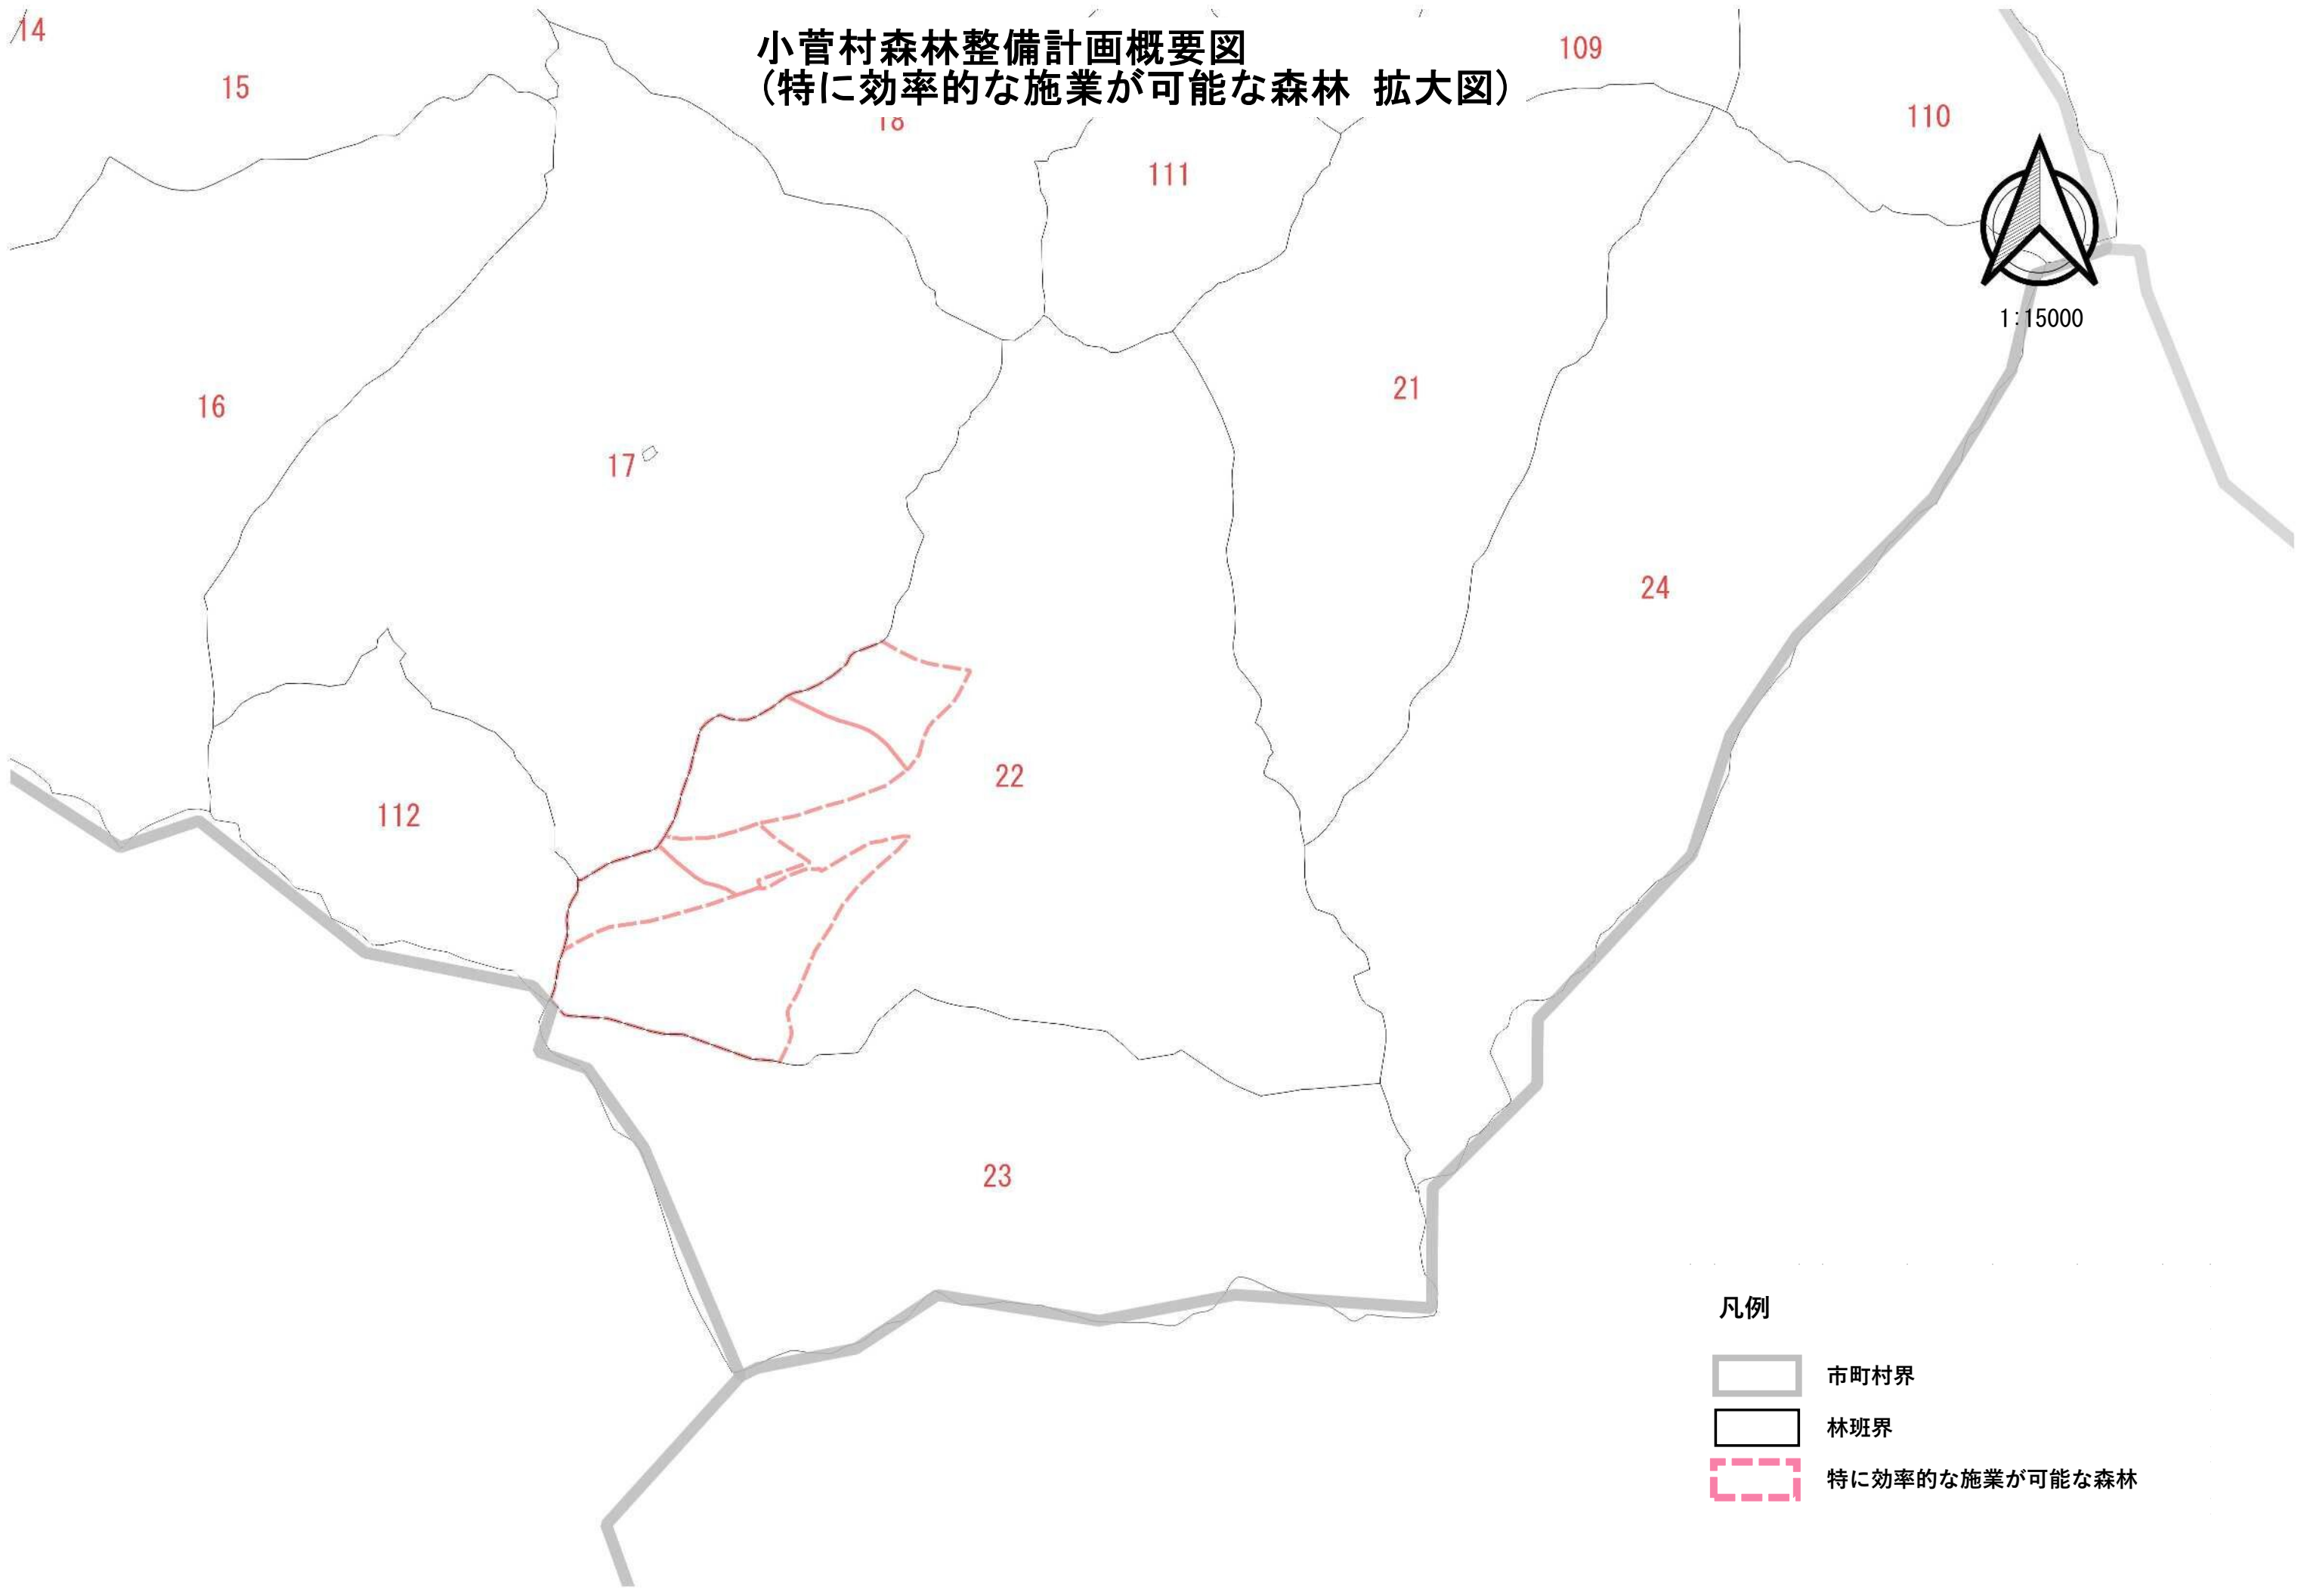 小菅村森林整備計画概要図
(特に効率的な施業が可能な森林 拡大図)
14
15
18
109
110
111
1:15000
16
17
21
24
22
112
23
凡例
市町村界
林班界
特に効率的な施業が可能な森林